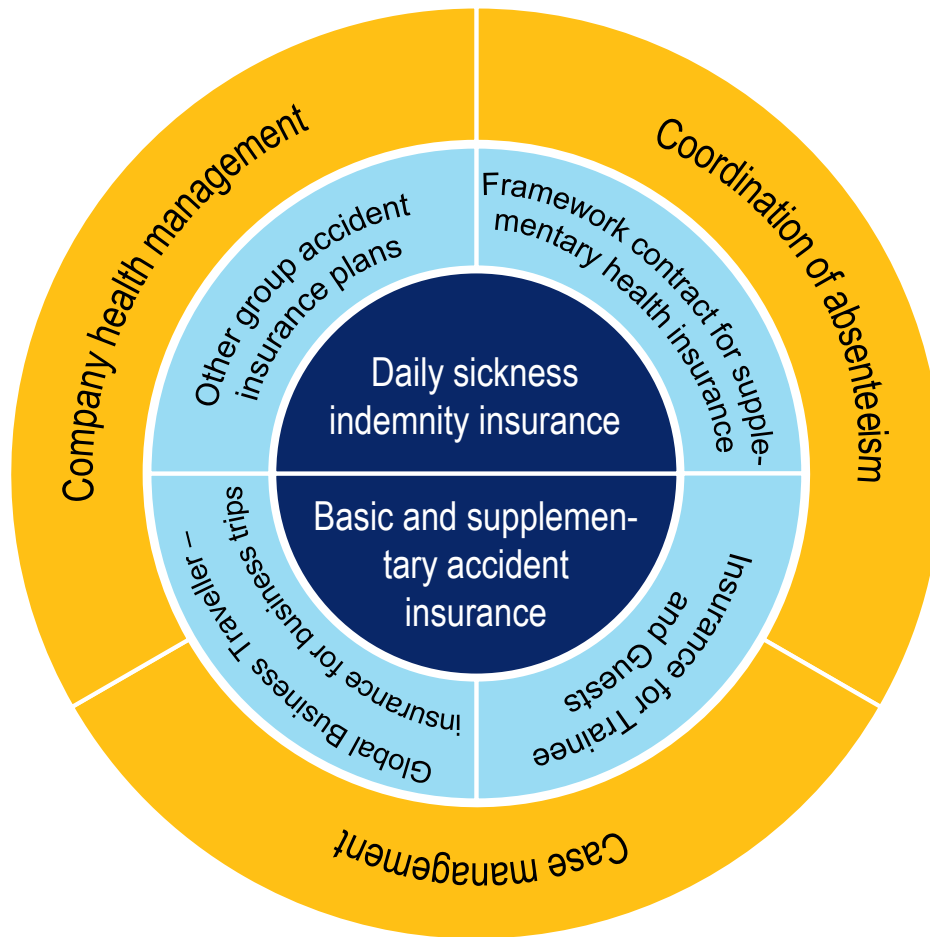 Company health management
Coordination of absenteeism
Other group accident
insurance plans
Framework contract for supple-
mentary health insurance
Daily sickness
indemnity insurance
Basic and supplemen-
tary accident
insurance
Global Business Traveller –
insurance for business trips
Insurance for Trainee
and Guests
Case management